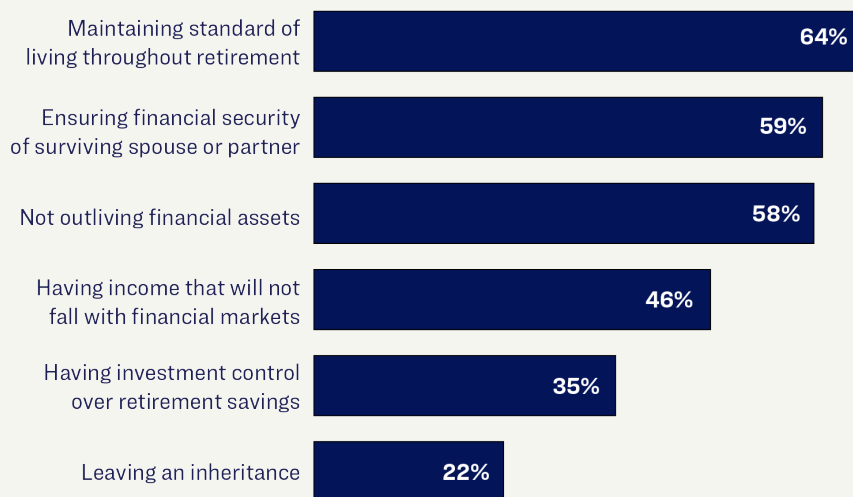 Maintaining standard of
living throughout retirement
64%
Ensuring financial security
of surviving spouse or partner
59%
Not outliving financial assets
58%
Having income that will not
fall with financial markets
46%
Having investment control
over retirement savings
35%
Leaving an inheritance
22%